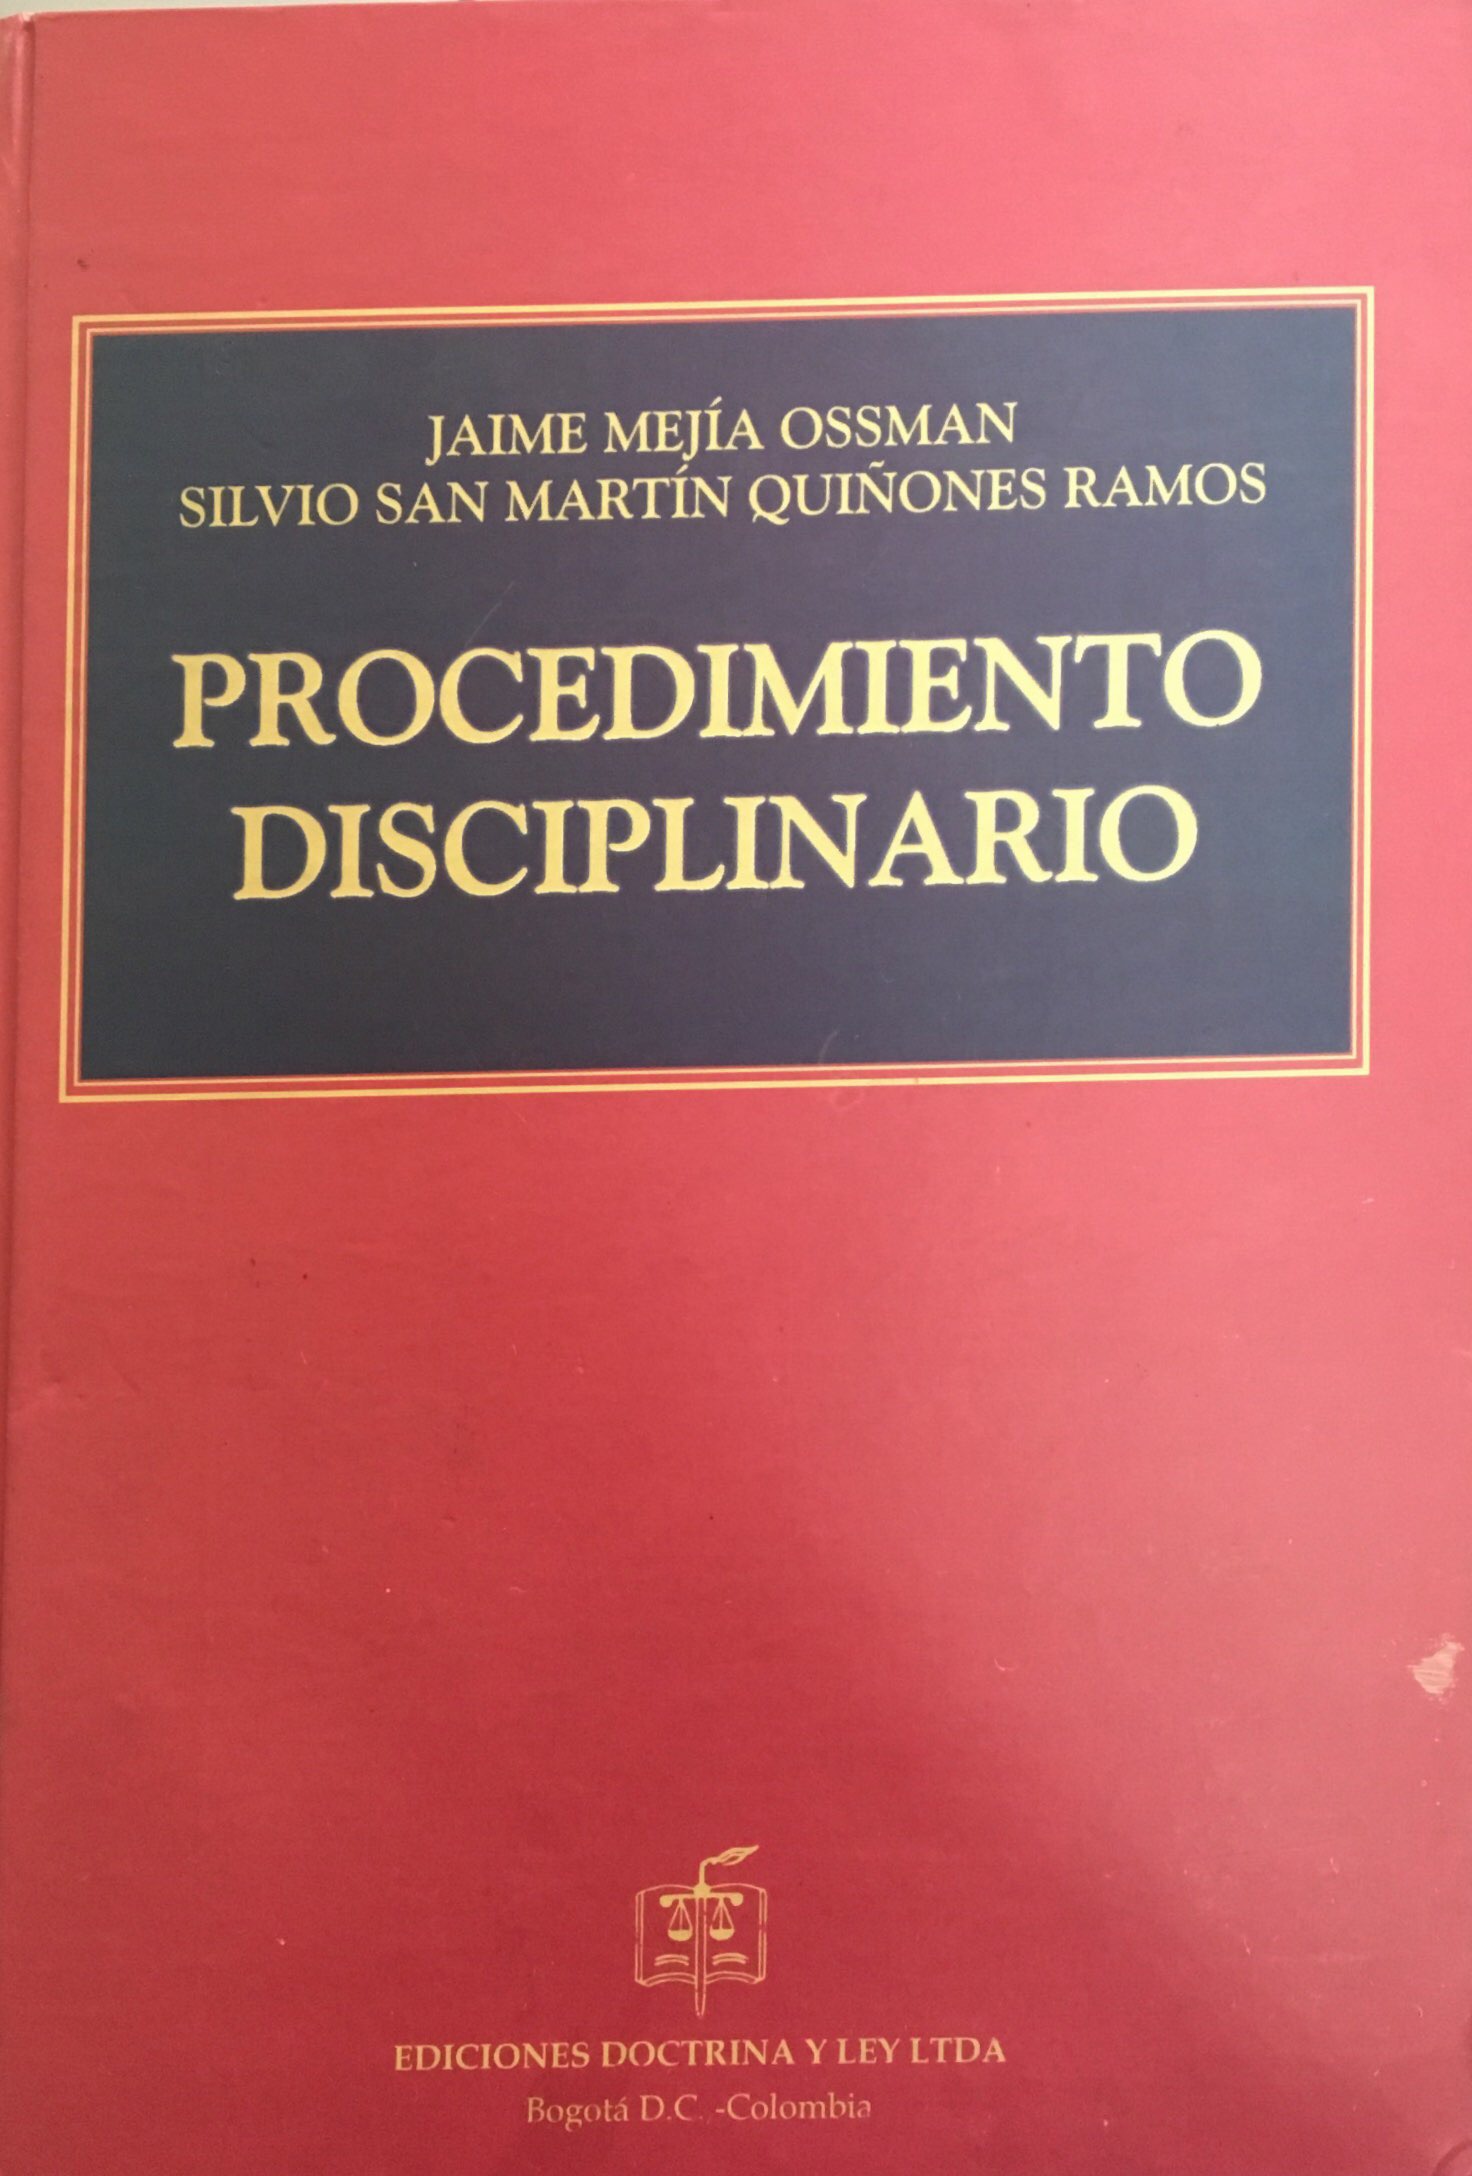 JAIME MEJÍA OSSMAN
SILVIO SAN MARTÍN QUIÑONES RAMOS
PROCEDIMIENTO
DISCIPLINARIO
EDICIONES DOCTRINA Y LEY LTDA
Bogotá D.C. -Colombia